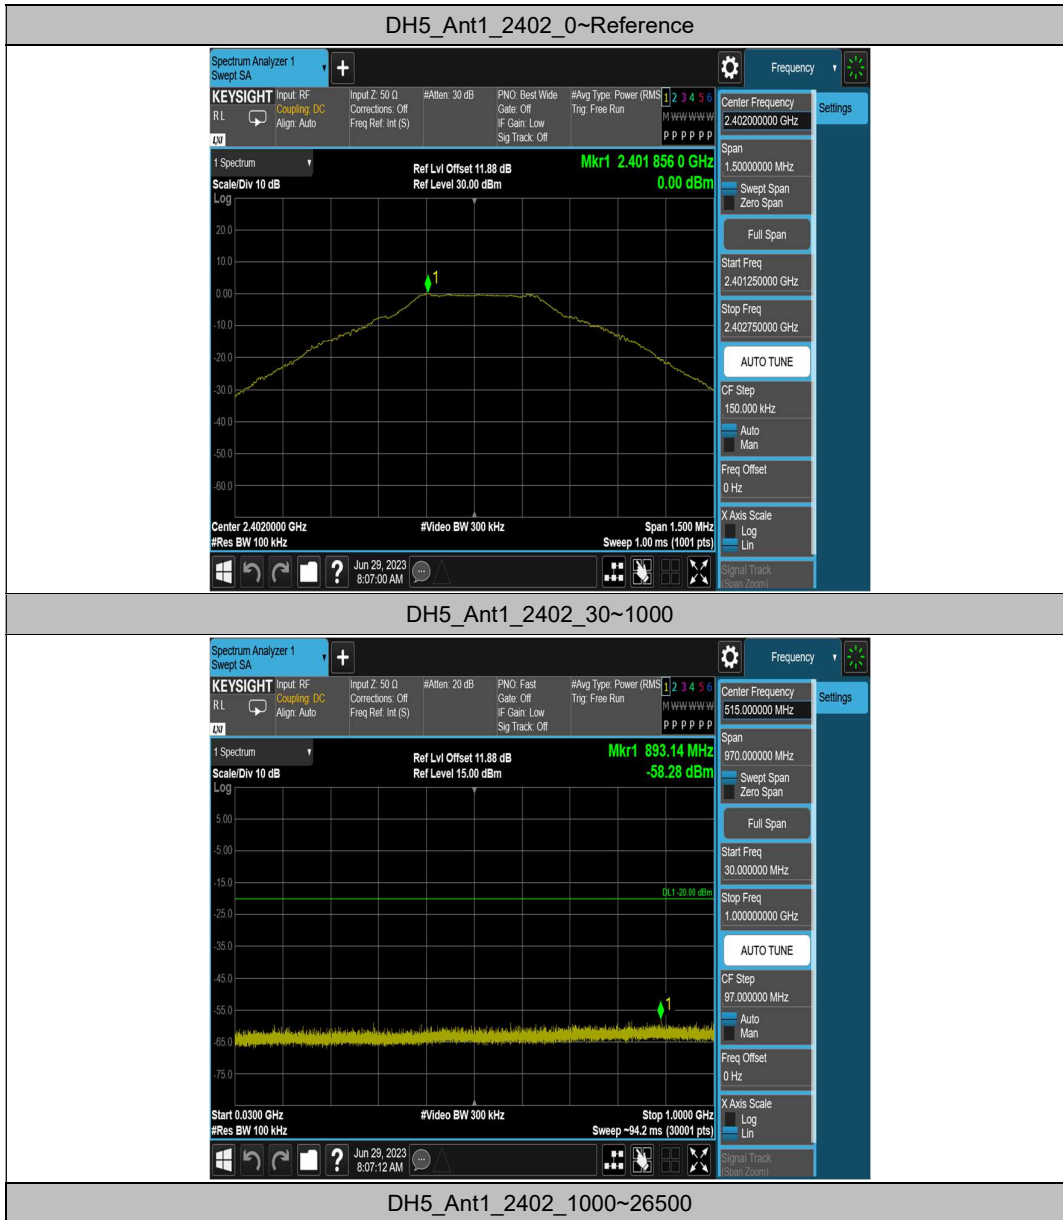 DH5_Ant1_2402_0~Reference
Spectrum Analyzer 1
Swept SA
Frequency
KEYSIGHT
RL
LXI
Input: RF
Coupling: DC
Align: Auto
Input Z: 50 Ω
Corrections: Off
Freq Ref: Int (S)
#Atten: 30 dB
PNO: Best Wide
Gate: Off
IF Gain: Low
Sig Track: Off
#Avg Type: Power (RMS
Trig: Free Run
1 2 3 4 5 6
M W W W W W
P P P P P P
Center Frequency
2.402000000 GHz
Settings
Span
1.50000000 MHz
Swept Span
Zero Span
Full Span
Start Freq
2.401250000 GHz
Stop Freq
2.402750000 GHz
AUTO TUNE
CF Step
150.000 kHz
Auto
Man
Freq Offset
0 Hz
X Axis Scale
Log
Lin
Signal Track
(Span Zoom)
1 Spectrum
Scale/Div 10 dB
Log
Ref Lvl Offset 11.88 dB
Ref Level 30.00 dBm
Mkr1 2.401 856 0 GHz
0.00 dBm
20.0
10.0
0.00
-10.0
-20.0
-30.0
-40.0
-50.0
-60.0
1
Center 2.4020000 GHz
#Res BW 100 kHz
#Video BW 300 kHz
Span 1.500 MHz
Sweep 1.00 ms (1001 pts)
?
Jun 29, 2023
8:07:00 AM
DH5_Ant1_2402_30~1000
Spectrum Analyzer 1
Swept SA
Frequency
KEYSIGHT
RL
LXI
Input: RF
Coupling: DC
Align: Auto
Input Z: 50 Ω
Corrections: Off
Freq Ref: Int (S)
#Atten: 20 dB
PNO: Fast
Gate: Off
IF Gain: Low
Sig Track: Off
#Avg Type: Power (RMS
Trig: Free Run
1 2 3 4 5 6
M W W W W W
P P P P P P
Center Frequency
515.000000 MHz
Settings
Span
970.000000 MHz
Swept Span
Zero Span
Full Span
Start Freq
30.000000 MHz
Stop Freq
1.000000000 GHz
AUTO TUNE
CF Step
97.000000 MHz
Auto
Man
Freq Offset
0 Hz
X Axis Scale
Log
Lin
Signal Track
(Span Zoom)
1 Spectrum
Scale/Div 10 dB
Log
Ref Lvl Offset 11.88 dB
Ref Level 15.00 dBm
Mkr1 893.14 MHz
-58.28 dBm
5.00
-5.00
-15.0
-25.0
-35.0
-45.0
-55.0
-65.0
-75.0
DL1 -20.00 dBm
1
Start 0.0300 GHz
#Res BW 100 kHz
#Video BW 300 kHz
Stop 1.0000 GHz
Sweep ~94.2 ms (30001 pts)
?
Jun 29, 2023
8:07:12 AM
DH5_Ant1_2402_1000~26500